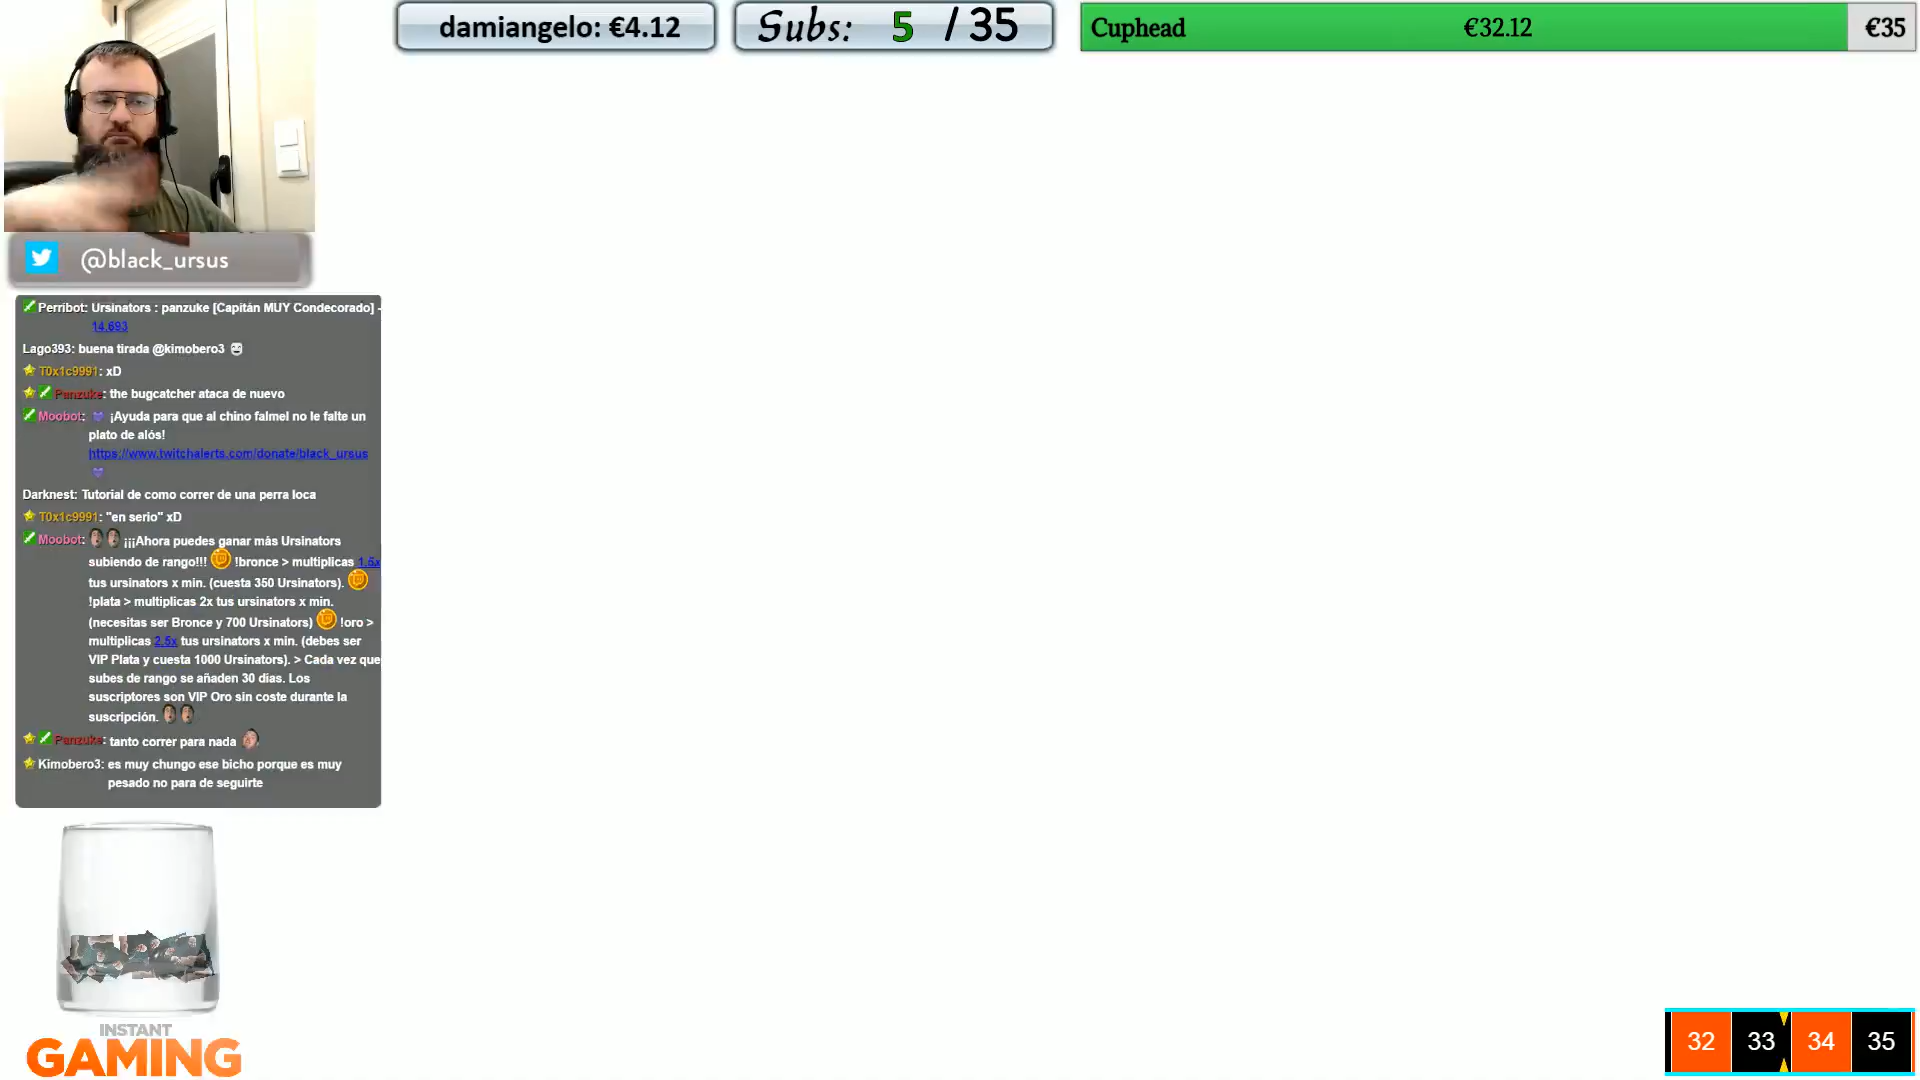 damiangelo: €4.12
Subs: 5 / 35
Cuphead €32.12 €35
@black_ursus
Perribot: Ursinators : panzuke [Capitán MUY Condecorado] -
14,693
Lago393: buena tirada @kimobero3
T0x1c9991: xD
Panzuke: the bugcatcher ataca de nuevo
Moobot: ¡Ayuda para que al chino falmel no le falte un
plato de alós!
https://www.twitchalerts.com/donate/black_ursus
Darknest: Tutorial de como correr de una perra loca
T0x1c9991: "en serio" xD
Moobot: ¡¡¡Ahora puedes ganar más Ursinators
subiendo de rango!!! !bronce > multiplicas 1.5x
tus ursinators x min. (cuesta 350 Ursinators).
!plata > multiplicas 2x tus ursinators x min.
(necesitas ser Bronce y 700 Ursinators) !oro >
multiplicas 2.5x tus ursinators x min. (debes ser
VIP Plata y cuesta 1000 Ursinators). > Cada vez que
subes de rango se añaden 30 días. Los
suscriptores son VIP Oro sin coste durante la
suscripción.
Panzuke: tanto correr para nada
Kimobero3: es muy chungo ese bicho porque es muy
pesado no para de seguirte
INSTANT
GAMING
32 33 34 35